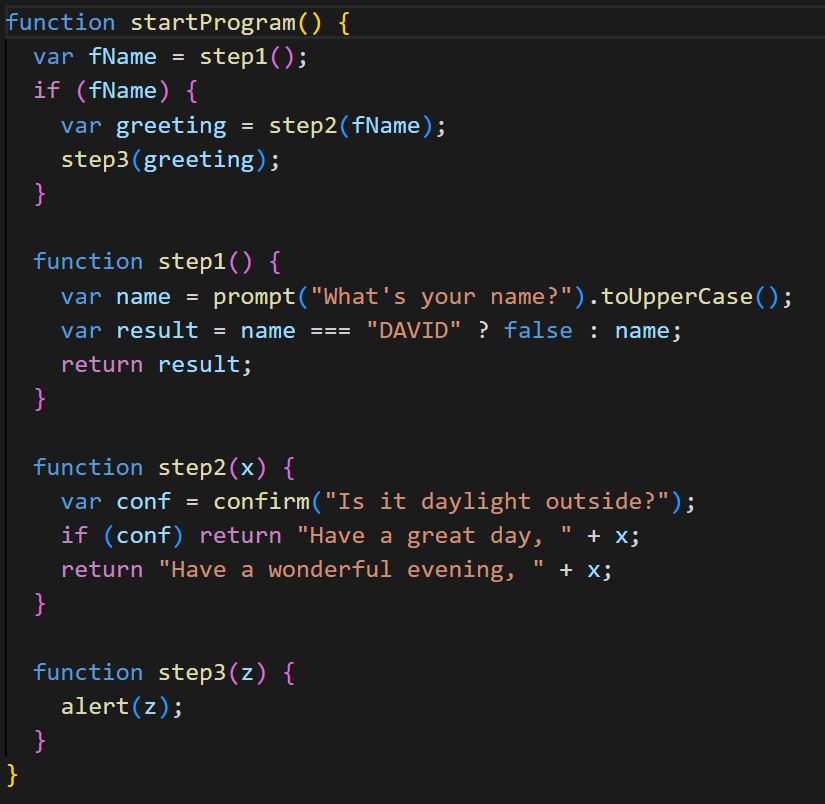 function startProgram() {
  var fName = step1();
  if (fName) {
    var greeting = step2(fName);
    step3(greeting);
  }

  function step1() {
    var name = prompt("What's your name?").toUpperCase();
    var result = name === "DAVID" ? false : name;
    return result;
  }

  function step2(x) {
    var conf = confirm("Is it daylight outside?");
    if (conf) return "Have a great day, " + x;
    return "Have a wonderful evening, " + x;
  }

  function step3(z) {
    alert(z);
  }
}